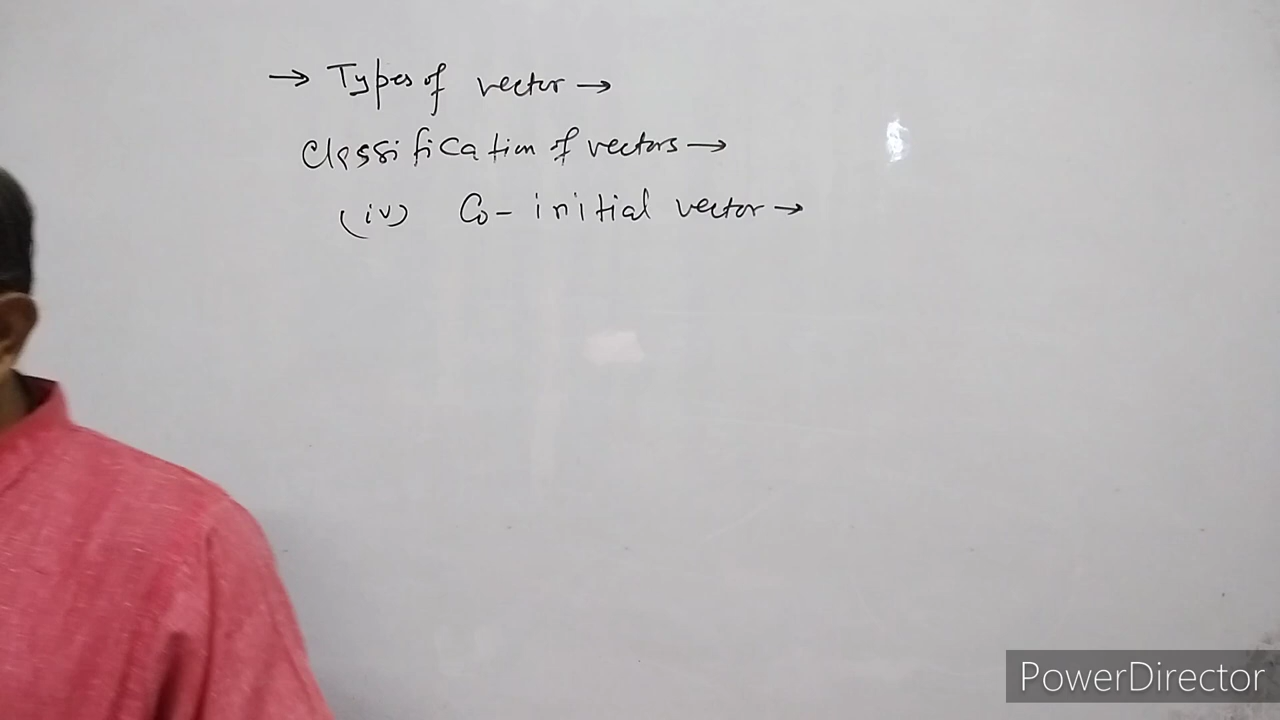 → Types of vector →
Classification of vectors →
(iv) Co-initial vector →
PowerDirector